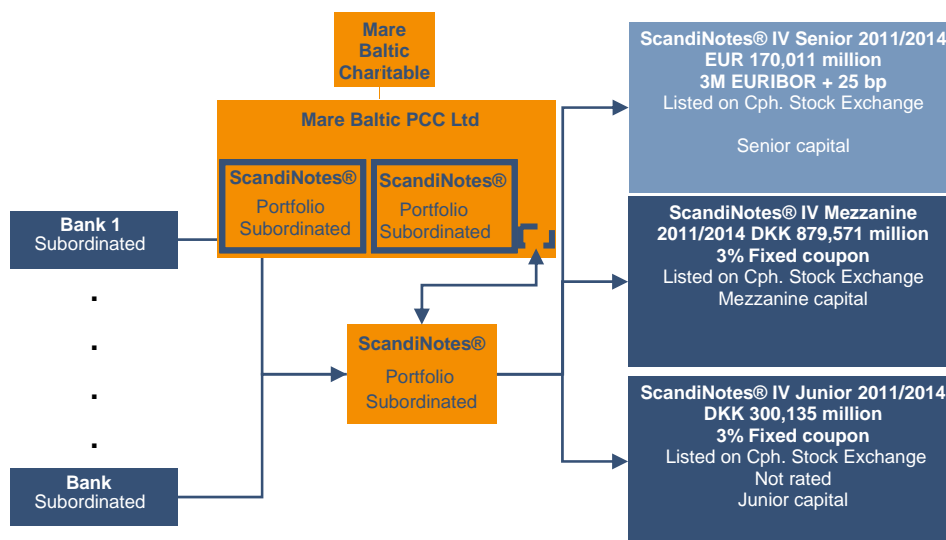 Mare
Baltic
Charitable
Mare Baltic PCC Ltd
ScandiNotes®
Portfolio
Subordinated
ScandiNotes®
Portfolio
Subordinated
Bank 1
Subordinated
.
.
.
.
Bank
Subordinated
ScandiNotes®
Portfolio
Subordinated
ScandiNotes® IV Senior 2011/2014
EUR 170,011 million
3M EURIBOR + 25 bp
Listed on Cph. Stock Exchange
Senior capital
ScandiNotes® IV Mezzanine
2011/2014 DKK 879,571 million
3% Fixed coupon
Listed on Cph. Stock Exchange
Mezzanine capital
ScandiNotes® IV Junior 2011/2014
DKK 300,135 million
3% Fixed coupon
Listed on Cph. Stock Exchange
Not rated
Junior capital